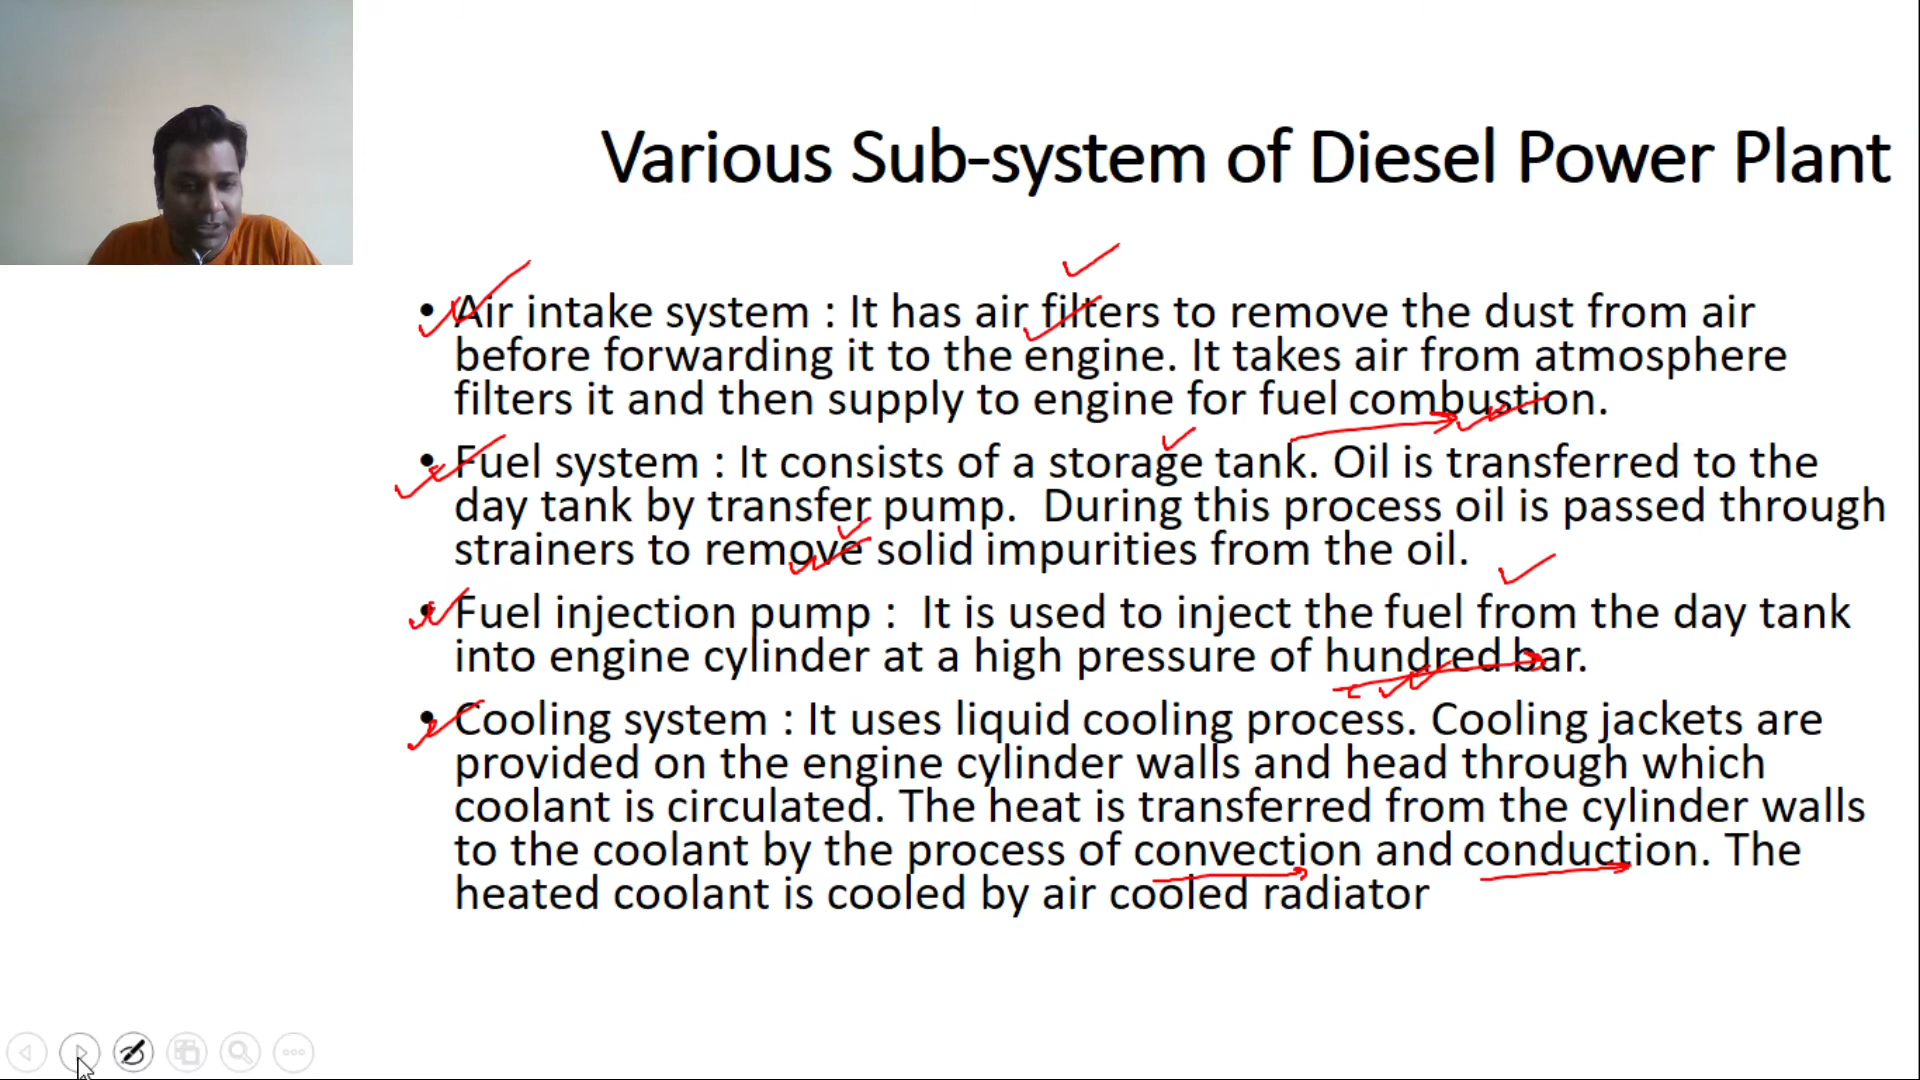 Various Sub-system of Diesel Power Plant
• Air intake system : It has air filters to remove the dust from air
before forwarding it to the engine. It takes air from atmosphere
filters it and then supply to engine for fuel combustion.
• Fuel system : It consists of a storage tank. Oil is transferred to the
day tank by transfer pump.  During this process oil is passed through
strainers to remove solid impurities from the oil.
• Fuel injection pump :  It is used to inject the fuel from the day tank
into engine cylinder at a high pressure of hundred bar.
• Cooling system : It uses liquid cooling process. Cooling jackets are
provided on the engine cylinder walls and head through which
coolant is circulated. The heat is transferred from the cylinder walls
to the coolant by the process of convection and conduction. The
heated coolant is cooled by air cooled radiator